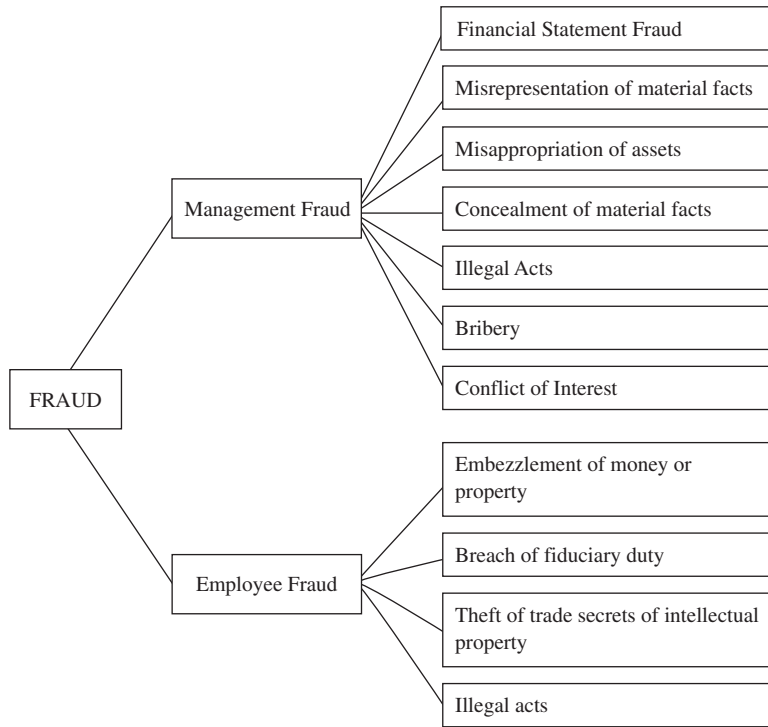 Financial Statement Fraud
Misrepresentation of material facts
Misappropriation of assets
Management Fraud
Concealment of material facts
Illegal Acts
Bribery
Conflict of Interest
FRAUD
Embezzlement of money or
property
Breach of fiduciary duty
Employee Fraud
Theft of trade secrets of intellectual
property
Illegal acts